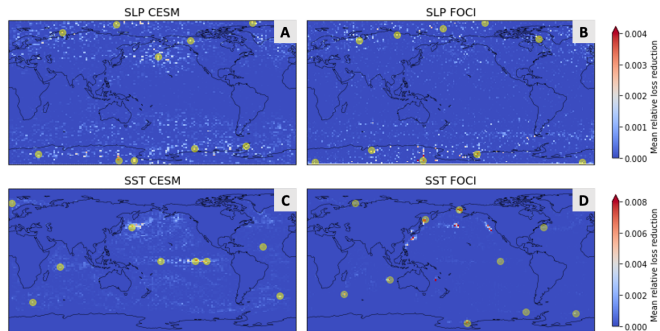 SLP CESM
A
SLP FOCI
B
0.004
0.003
0.002
0.001
0.000
Mean relative loss reduction
SST CESM
C
SST FOCI
D
0.008
0.006
0.004
0.002
0.000
Mean relative loss reduction